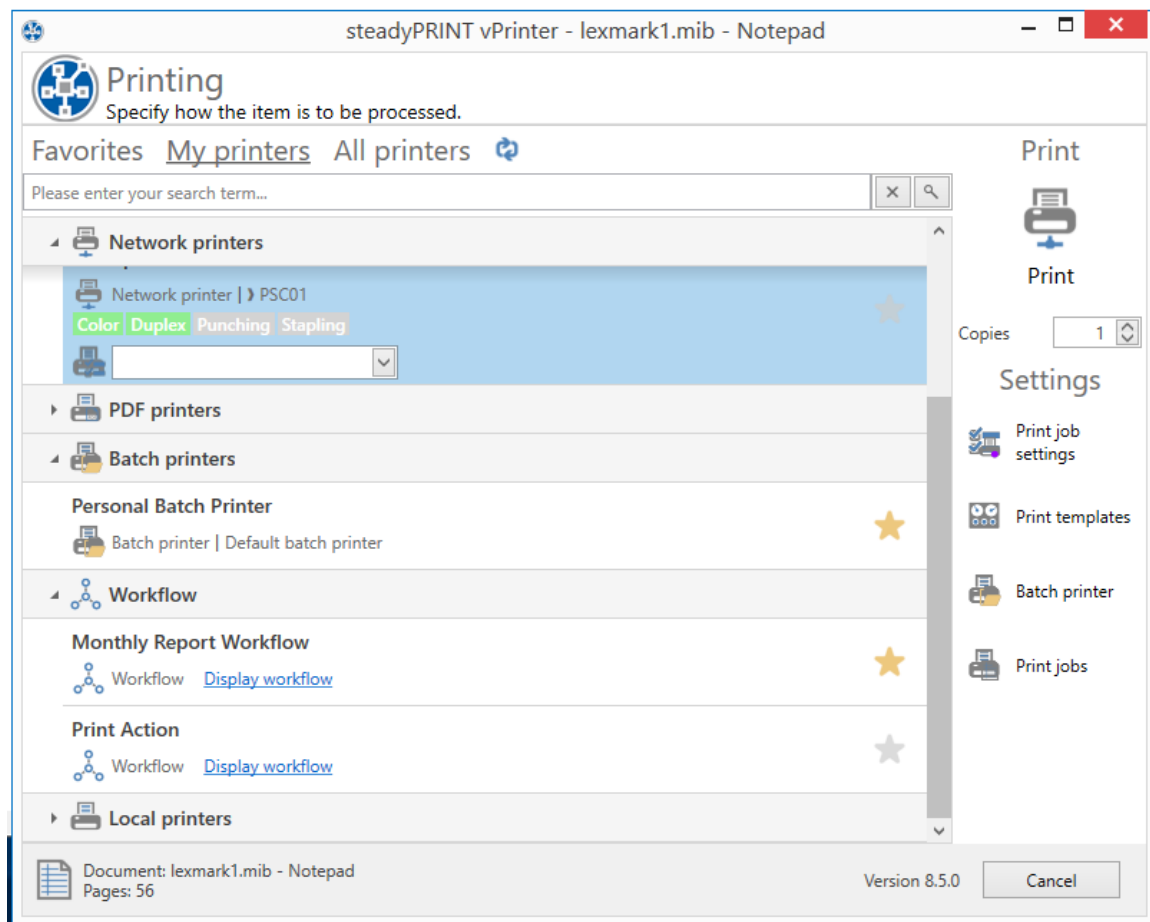 steadyPRINT vPrinter - lexmark1.mib - Notepad
Printing
Specify how the item is to be processed.
Favorites My printers All printers
Please enter your search term...
Network printers
Network printer | PSC01
Color Duplex Punching Stapling
PDF printers
Batch printers
Personal Batch Printer
Batch printer | Default batch printer
Workflow
Monthly Report Workflow
Workflow Display workflow
Print Action
Workflow Display workflow
Local printers
Print
Print
Copies 1
Settings
Print job
settings
Print templates
Batch printer
Print jobs
Document: lexmark1.mib - Notepad
Pages: 56
Version 8.5.0 Cancel